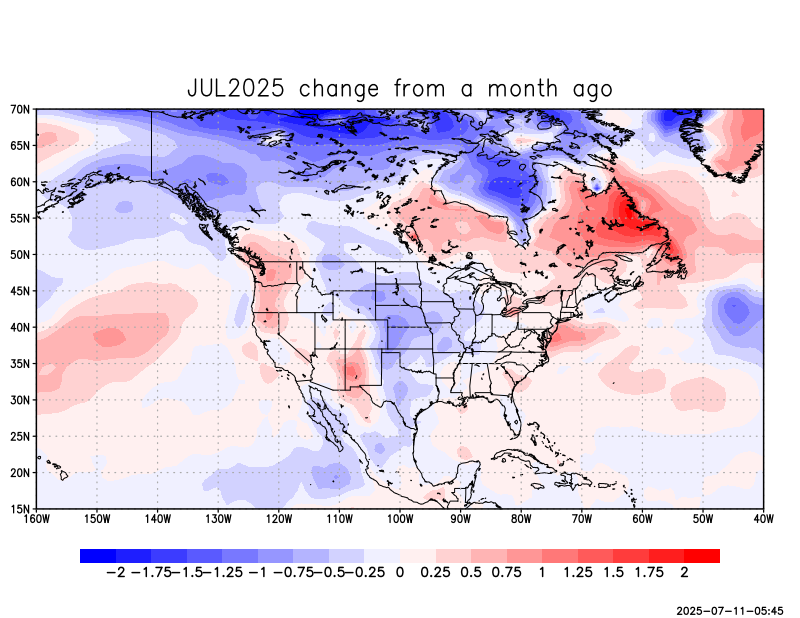 JUL2025 change from a month ago
70N
65N
60N
55N
50N
45N
40N
35N
30N
25N
20N
15N
160W 150W 140W 130W 120W 110W 100W 90W 80W 70W 60W 50W 40W
-2 -1.75 -1.5 -1.25 -1 -0.75 -0.5 -0.25 0 0.25 0.5 0.75 1 1.25 1.5 1.75 2
2025-07-11-05:45